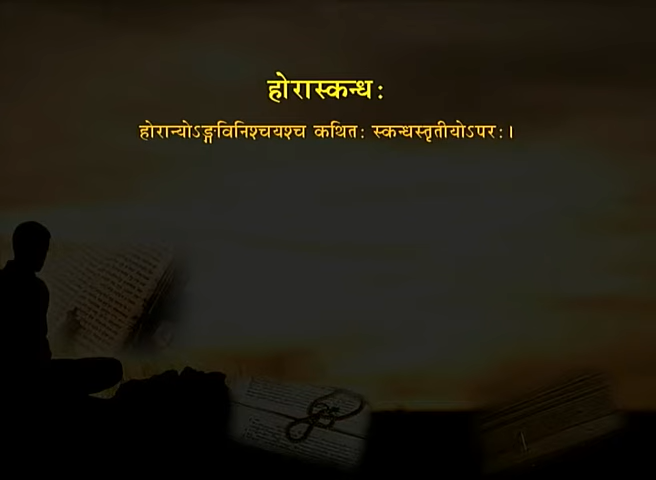 होरास्कन्धः
होरान्योऽङ्गविनिश्चयश्च कथितः स्कन्धस्तृतीयोऽपरः।